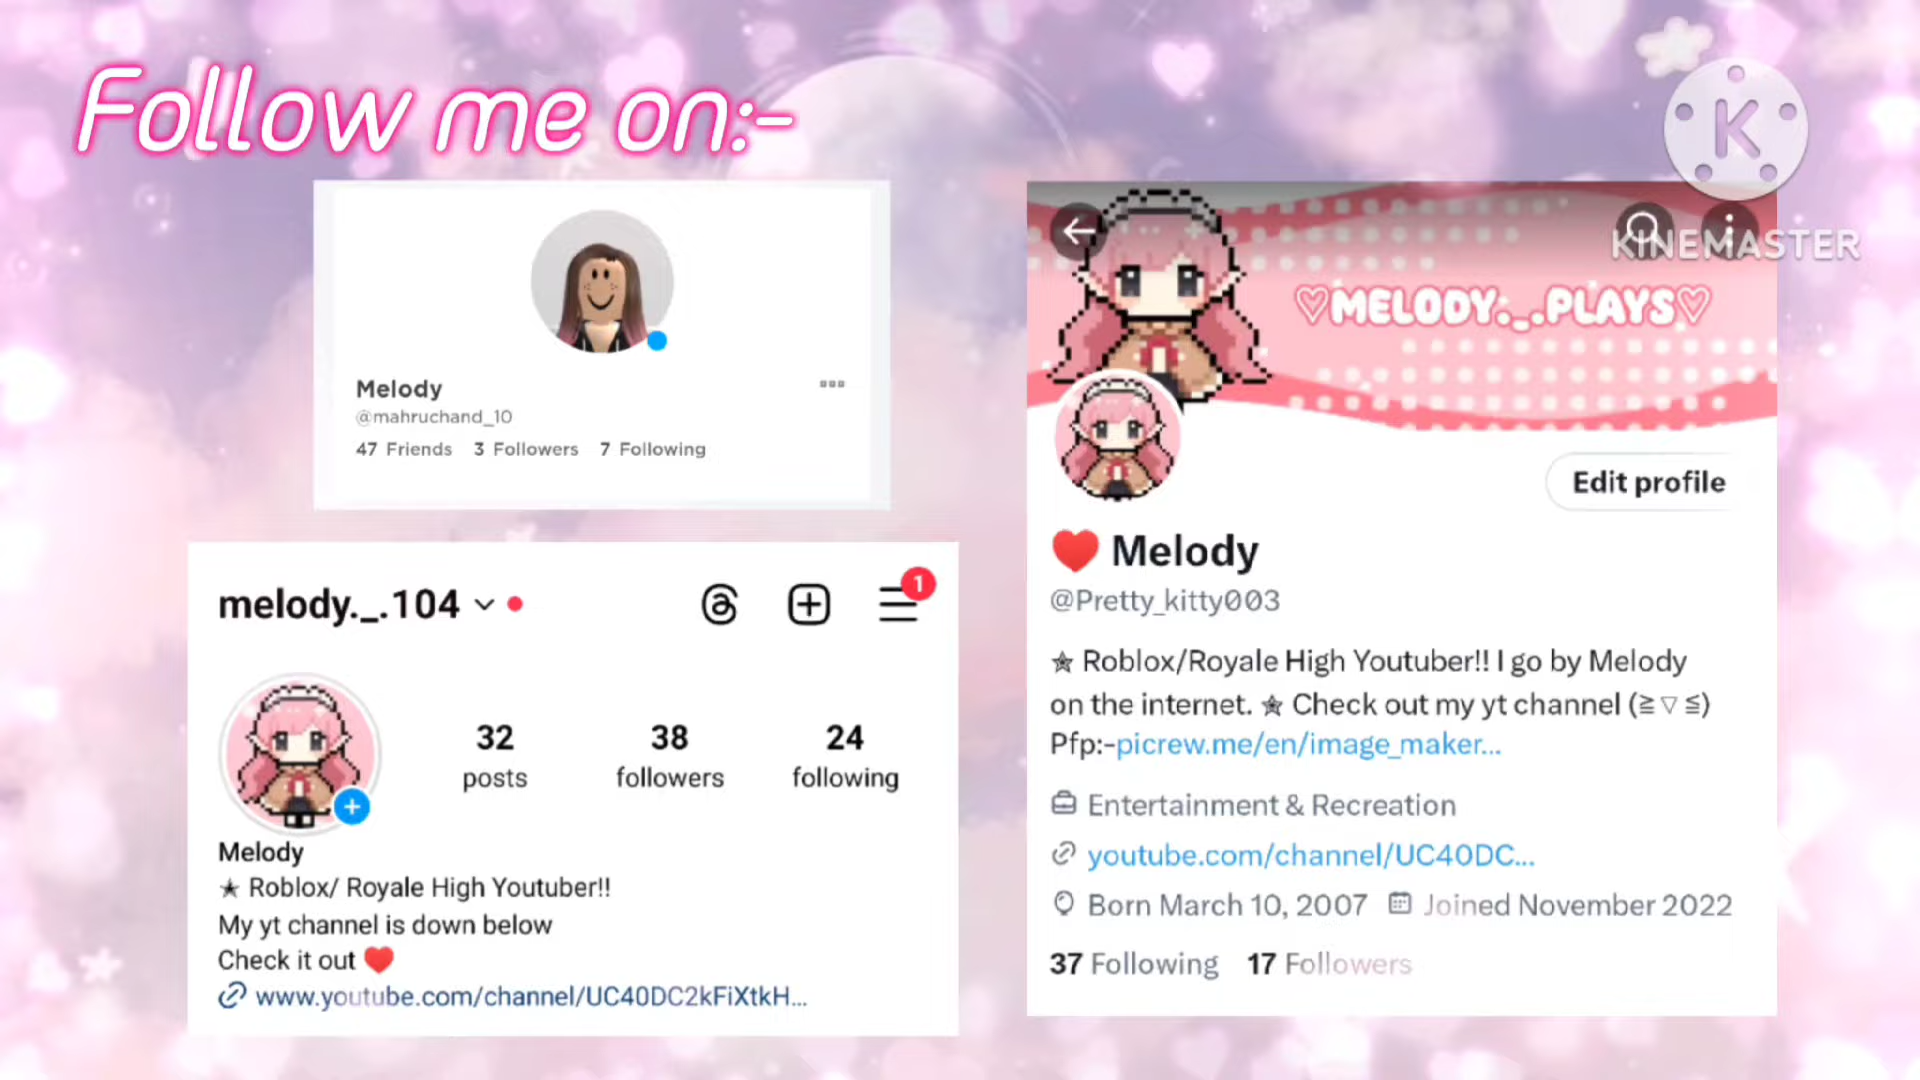 Follow me on:-
Melody
@mahruchand_10
47 Friends 3 Followers 7 Following
melody._.104
1
32 posts
38 followers
24 following
Melody
★ Roblox/ Royale High Youtuber!!
My yt channel is down below
Check it out ❤️
www.youtube.com/channel/UC40DC2kFiXtkH...
K
KINEMASTER
♡MELODY._.PLAYS♡
Edit profile
❤️ Melody
@Pretty_kitty003
✮ Roblox/Royale High Youtuber!! I go by Melody
on the internet. ✮ Check out my yt channel (≧▽≦)
Pfp:-picrew.me/en/image_maker...
Entertainment & Recreation
youtube.com/channel/UC40DC...
Born March 10, 2007 Joined November 2022
37 Following 17 Followers